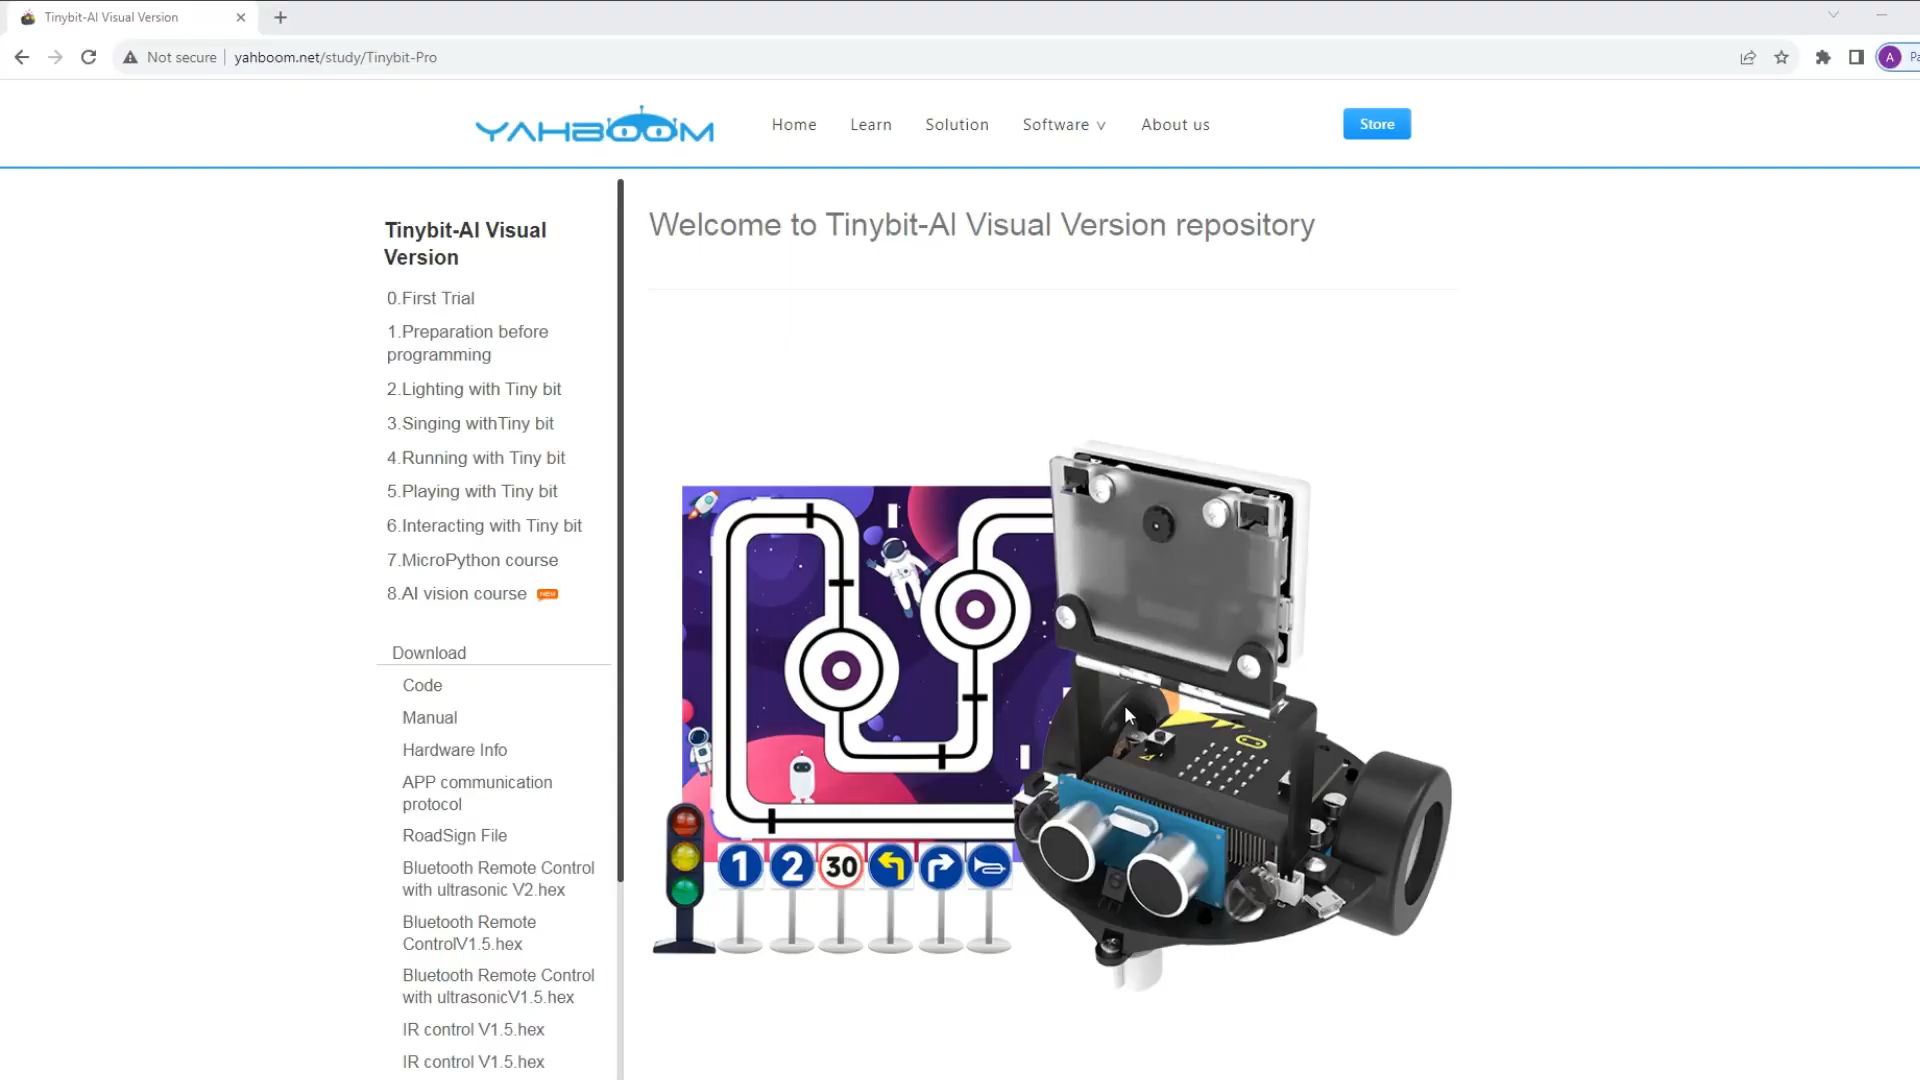 Tinybit-AI Visual Version
Not secure
yahboom.net/study/Tinybit-Pro
A
YAHBOOM
Home
Learn
Solution
Software
About us
Store
Tinybit-AI Visual
Version
0.First Trial
1.Preparation before
programming
2.Lighting with Tiny bit
3.Singing withTiny bit
4.Running with Tiny bit
5.Playing with Tiny bit
6.Interacting with Tiny bit
7.MicroPython course
8.AI vision course NEW
Download
Code
Manual
Hardware Info
APP communication
protocol
RoadSign File
Bluetooth Remote Control
with ultrasonic V2.hex
Bluetooth Remote
ControlV1.5.hex
Bluetooth Remote Control
with ultrasonicV1.5.hex
IR control V1.5.hex
IR control V1.5.hex
Welcome to Tinybit-AI Visual Version repository
1 2 30